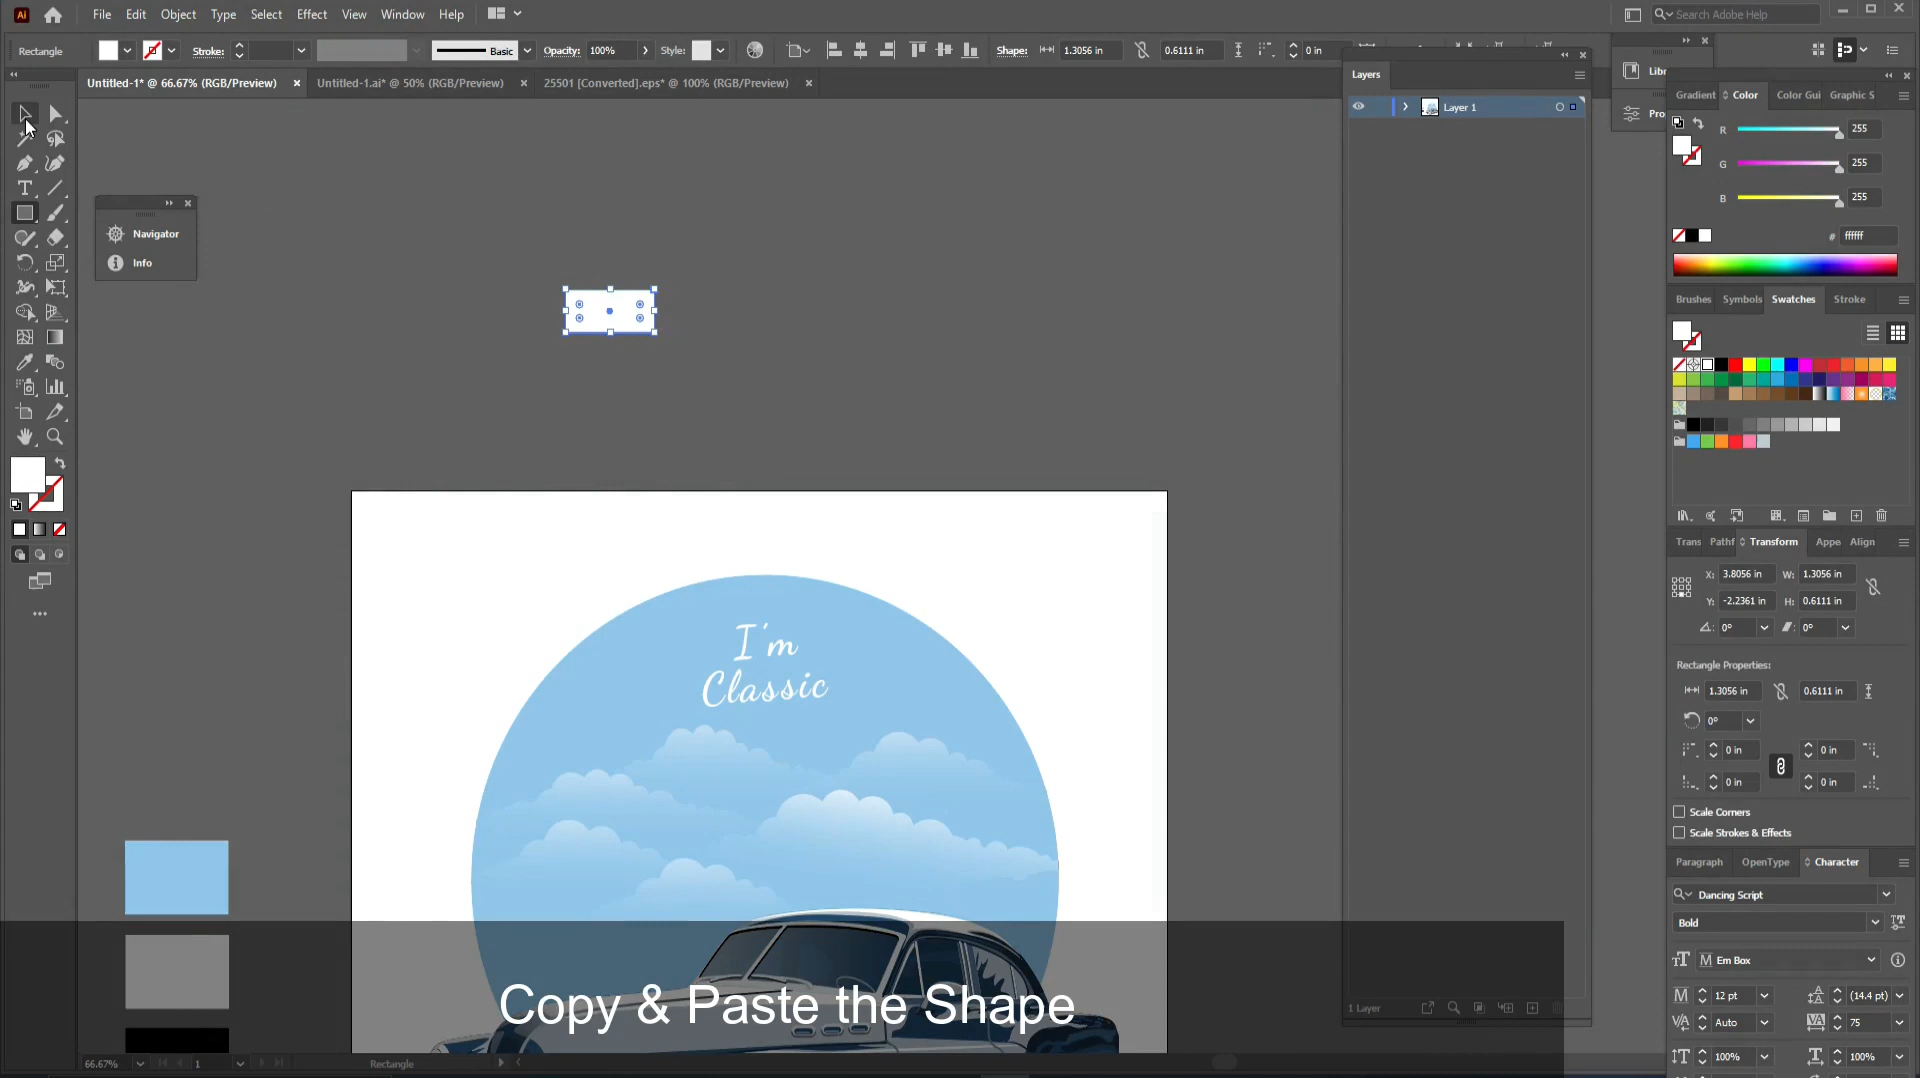 Ai File Edit Object Type Select Effect View Window Help Search Adobe Help
Rectangle Stroke: Basic Opacity: 100% Style: Shape: 1.3056 in 0.6111 in 0 in
Untitled-1* @ 66.67% (RGB/Preview) Untitled-1.ai* @ 50% (RGB/Preview) 25501 [Converted].eps* @ 100% (RGB/Preview)
Navigator
Info
Layers
Layer 1
1 Layer
Libr
Pro
Gradient Color Color Gui Graphic S
R 255
G 255
B 255
# ffffff
Brushes Symbols Swatches Stroke
Trans Pathf Transform Appe Align
X: 3.8056 in W: 1.3056 in
Y: -2.2361 in H: 0.6111 in
0° 0°
Rectangle Properties:
1.3056 in 0.6111 in
0°
0 in 0 in
0 in 0 in
Scale Corners
Scale Strokes & Effects
Paragraph OpenType Character
Dancing Script
Bold
Em Box
12 pt (14.4 pt)
Auto 75
100% 100%
I'm
Classic
Copy & Paste the Shape
66.67% 1 Rectangle